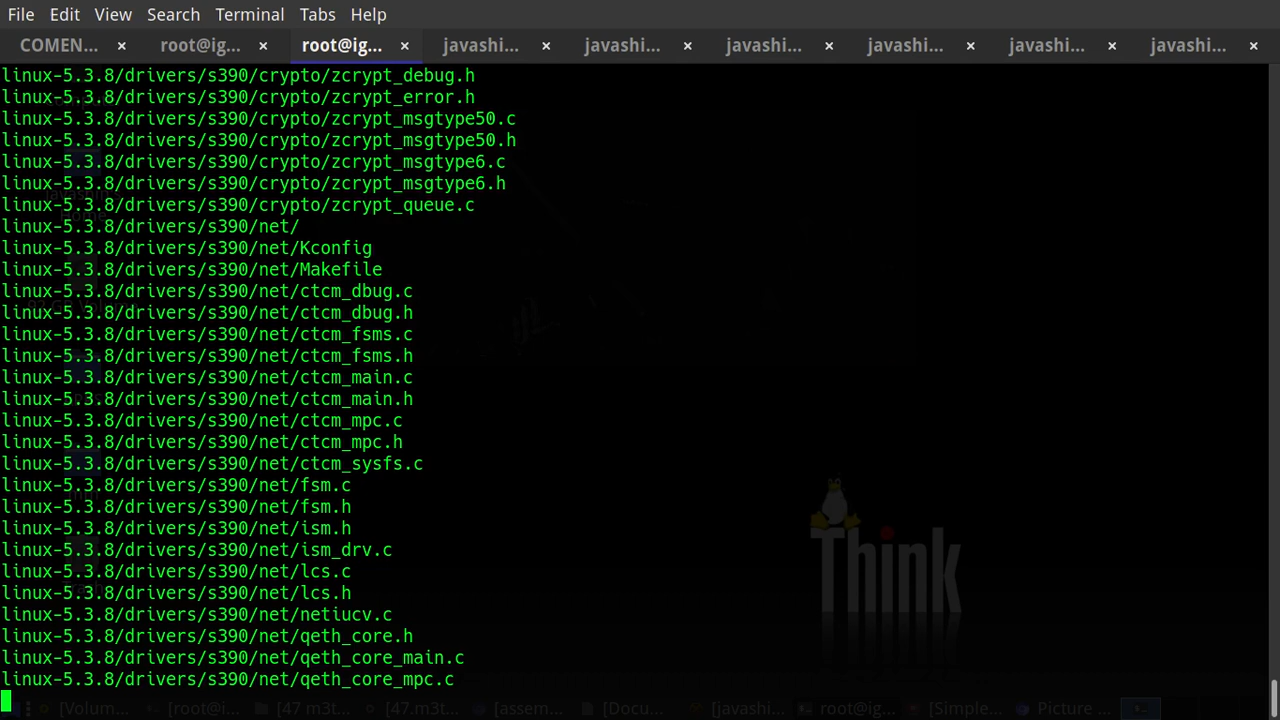 File Edit View Search Terminal Tabs Help
COMEN... × root@ig... × root@ig... × javashi... × javashi... × javashi... × javashi... × javashi... × javashi... ×
linux-5.3.8/drivers/s390/crypto/zcrypt_debug.h
linux-5.3.8/drivers/s390/crypto/zcrypt_error.h
linux-5.3.8/drivers/s390/crypto/zcrypt_msgtype50.c
linux-5.3.8/drivers/s390/crypto/zcrypt_msgtype50.h
linux-5.3.8/drivers/s390/crypto/zcrypt_msgtype6.c
linux-5.3.8/drivers/s390/crypto/zcrypt_msgtype6.h
linux-5.3.8/drivers/s390/crypto/zcrypt_queue.c
linux-5.3.8/drivers/s390/net/
linux-5.3.8/drivers/s390/net/Kconfig
linux-5.3.8/drivers/s390/net/Makefile
linux-5.3.8/drivers/s390/net/ctcm_dbug.c
linux-5.3.8/drivers/s390/net/ctcm_dbug.h
linux-5.3.8/drivers/s390/net/ctcm_fsms.c
linux-5.3.8/drivers/s390/net/ctcm_fsms.h
linux-5.3.8/drivers/s390/net/ctcm_main.c
linux-5.3.8/drivers/s390/net/ctcm_main.h
linux-5.3.8/drivers/s390/net/ctcm_mpc.c
linux-5.3.8/drivers/s390/net/ctcm_mpc.h
linux-5.3.8/drivers/s390/net/ctcm_sysfs.c
linux-5.3.8/drivers/s390/net/fsm.c
linux-5.3.8/drivers/s390/net/fsm.h
linux-5.3.8/drivers/s390/net/ism.h
linux-5.3.8/drivers/s390/net/ism_drv.c
linux-5.3.8/drivers/s390/net/lcs.c
linux-5.3.8/drivers/s390/net/lcs.h
linux-5.3.8/drivers/s390/net/netiucv.c
linux-5.3.8/drivers/s390/net/qeth_core.h
linux-5.3.8/drivers/s390/net/qeth_core_main.c
linux-5.3.8/drivers/s390/net/qeth_core_mpc.c
Think
[Volum... [root@i... [47 m3t... [47.m3t... [assem... [Docu... [javashi... root@ig... [Simple... Picture ...